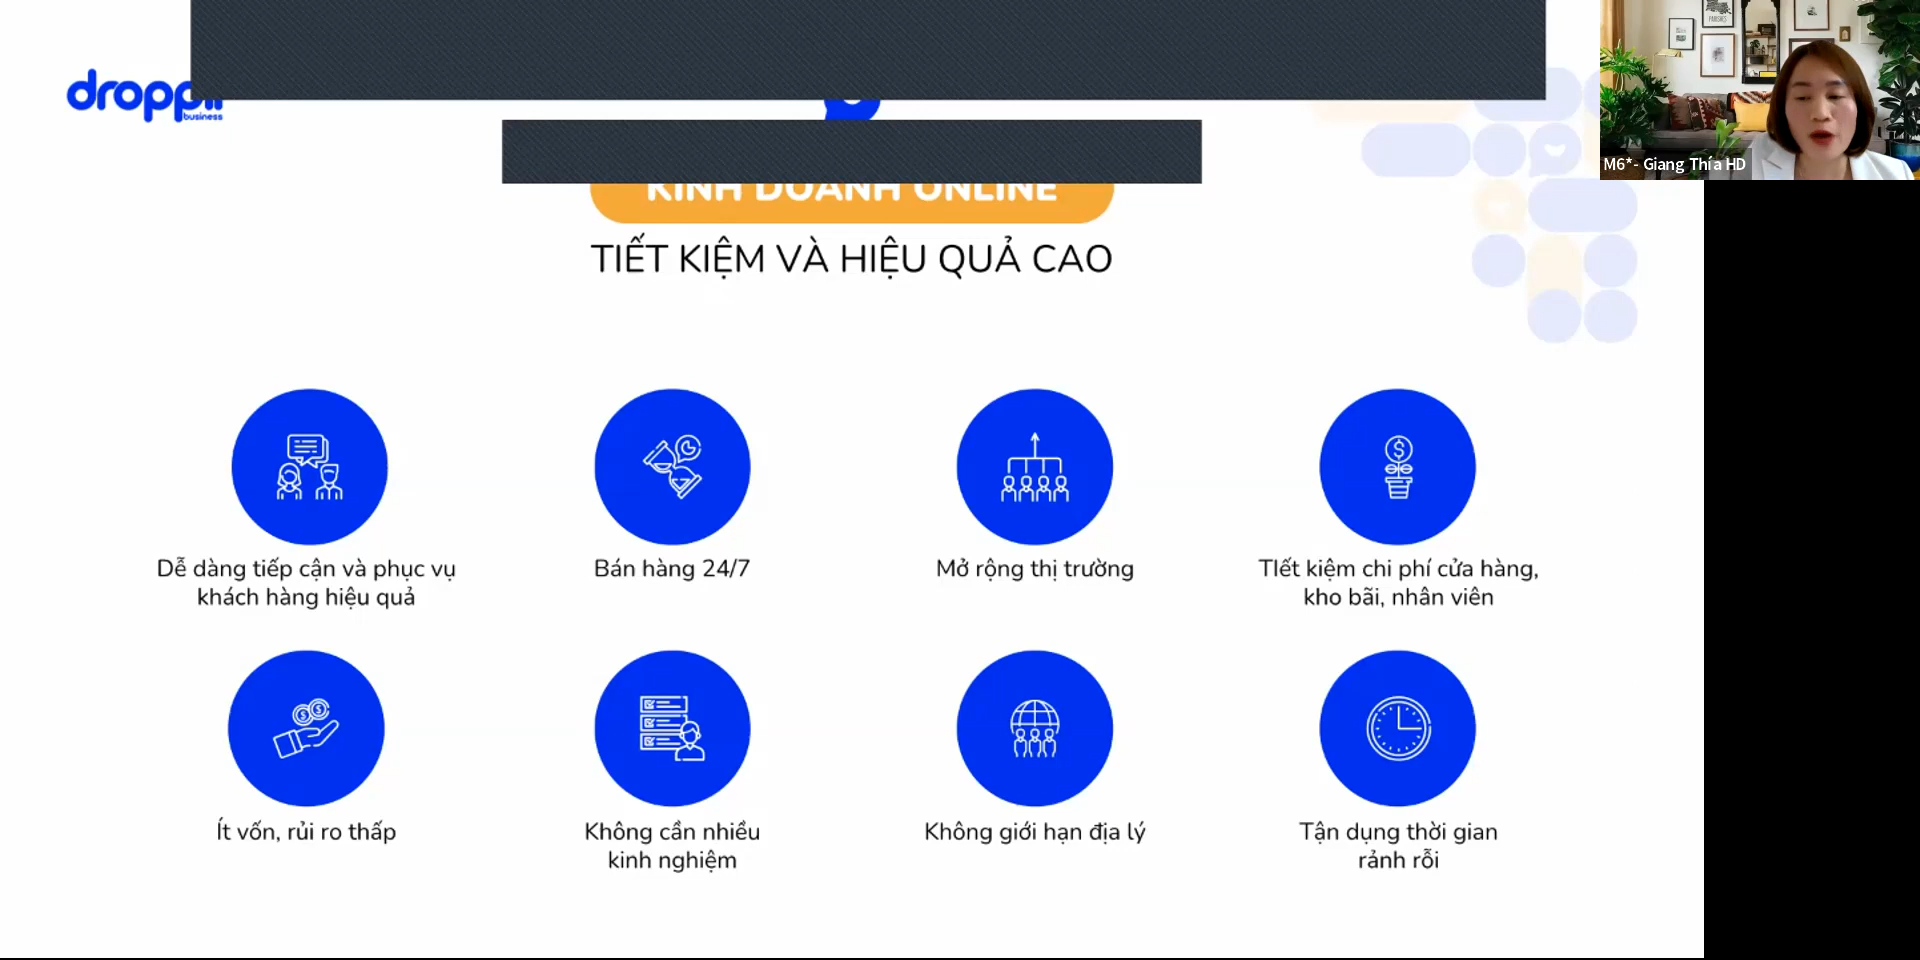 droppii
business
M6*- Giang Thía HD
KINH DOANH ONLINE
TIẾT KIỆM VÀ HIỆU QUẢ CAO
Dễ dàng tiếp cận và phục vụ
khách hàng hiệu quả
Bán hàng 24/7
Mở rộng thị trường
TIết kiệm chi phí cửa hàng,
kho bãi, nhân viên
Ít vốn, rủi ro thấp
Không cần nhiều
kinh nghiệm
Không giới hạn địa lý
Tận dụng thời gian
rảnh rỗi